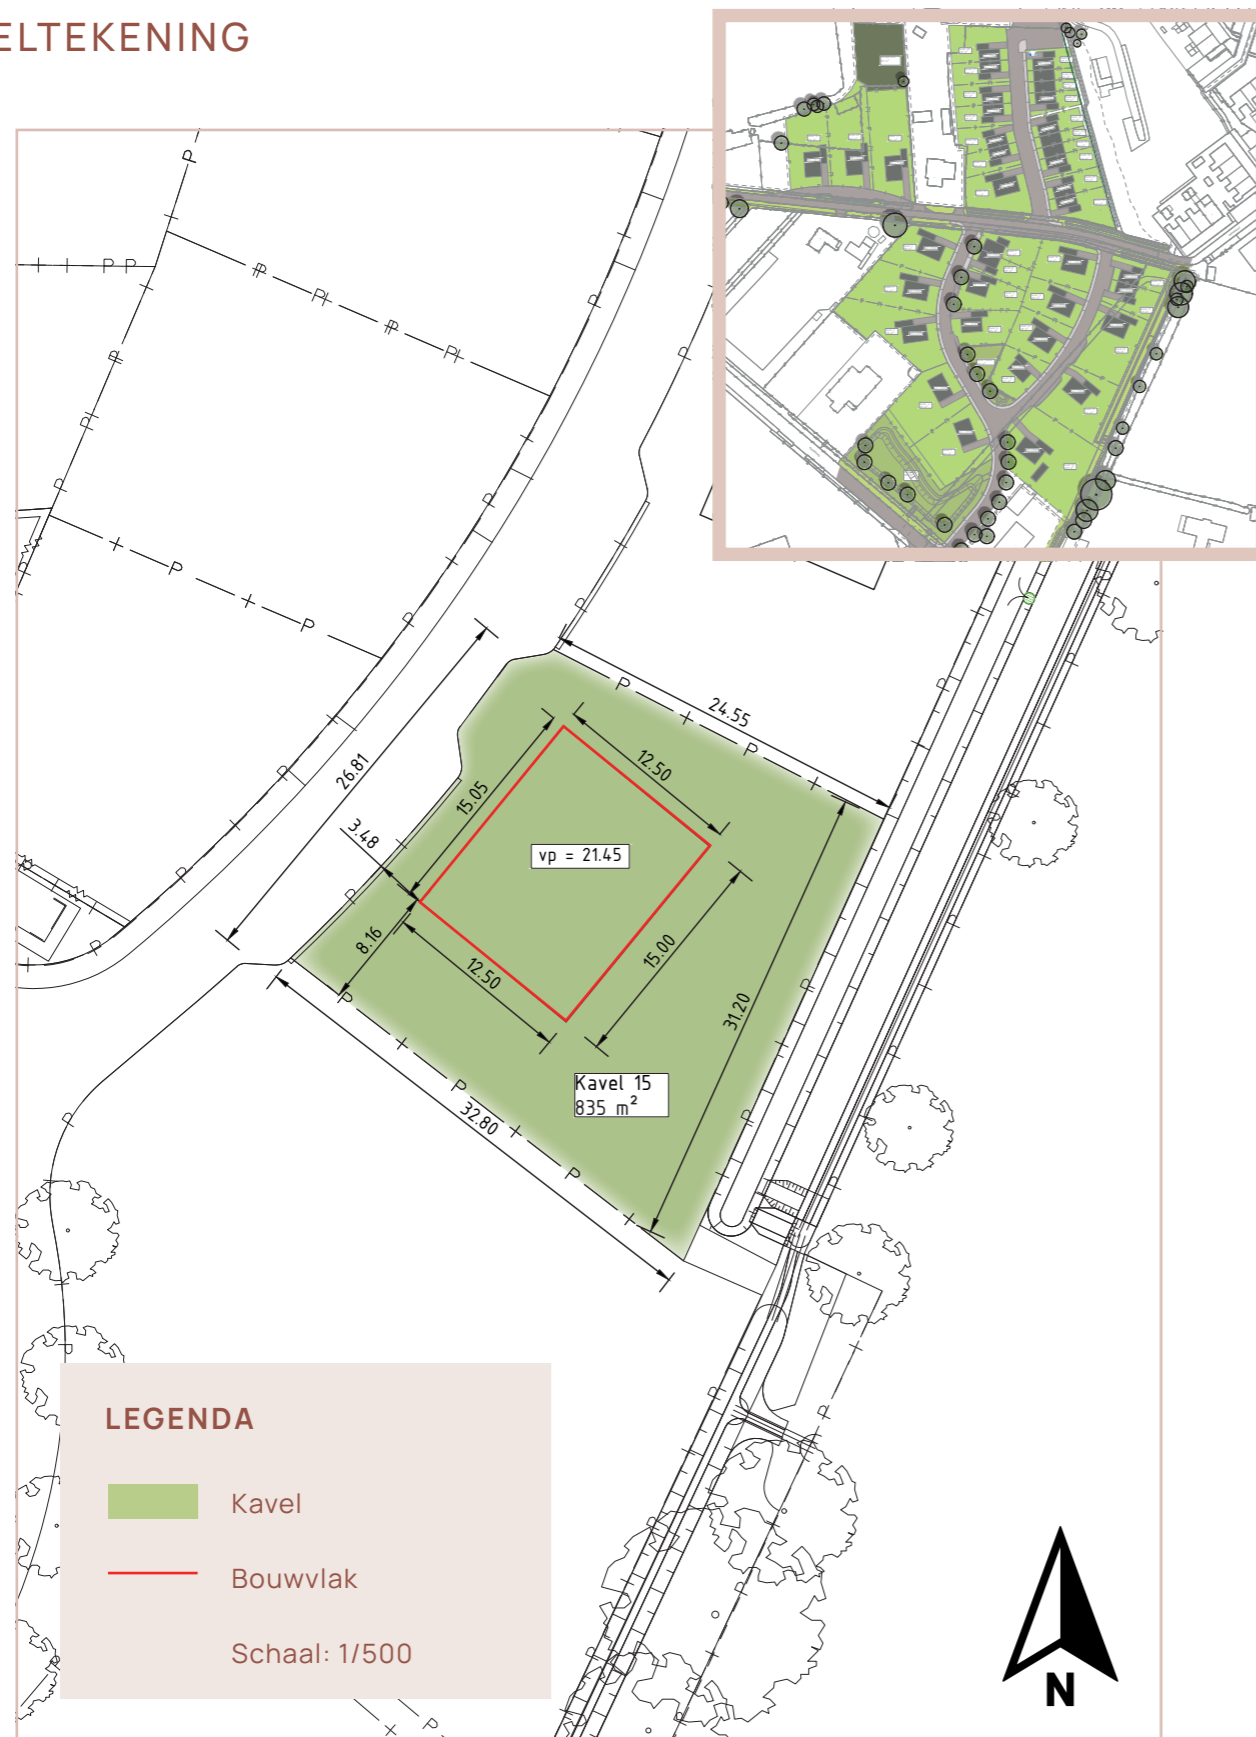 ELTEKENING
24.55
12.50
26.81
15.05
3.48
vp = 21.45
8.16
12.50
15.00
31.20
Kavel 15
835 m²
32.80
LEGENDA
Kavel
Bouwvlak
Schaal: 1/500
N